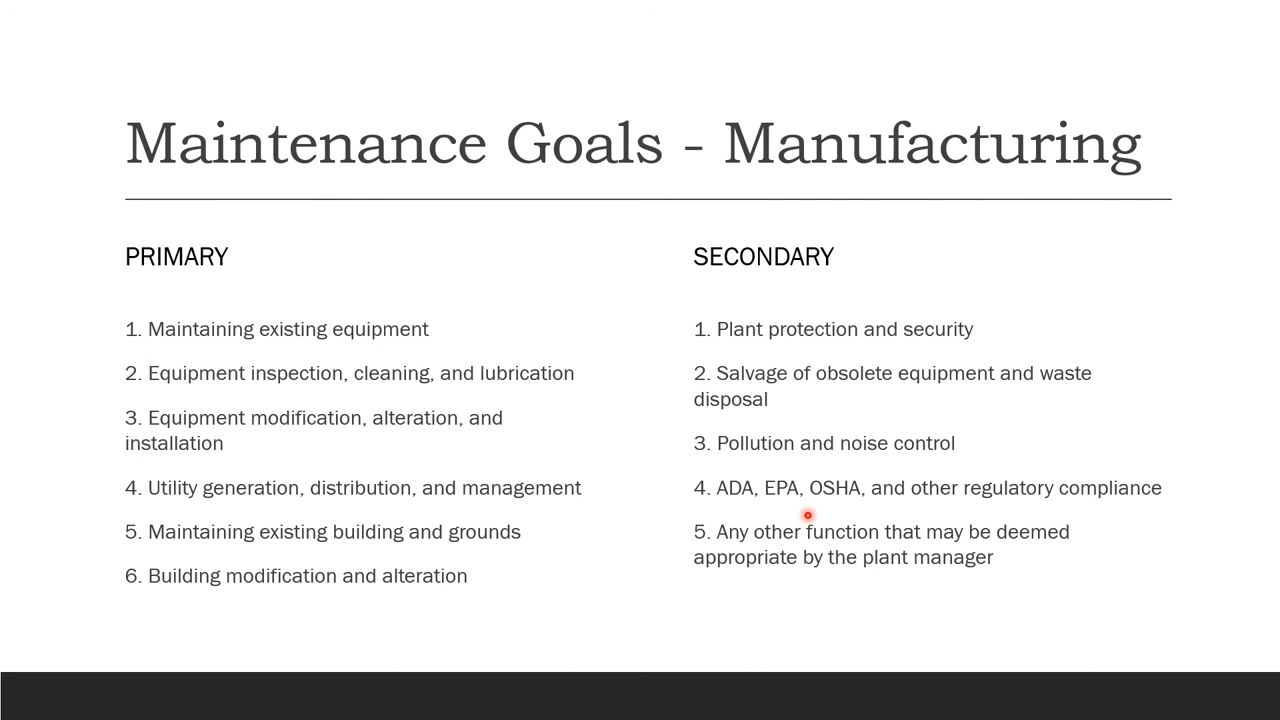 Maintenance Goals - Manufacturing
PRIMARY
1. Maintaining existing equipment
2. Equipment inspection, cleaning, and lubrication
3. Equipment modification, alteration, and
installation
4. Utility generation, distribution, and management
5. Maintaining existing building and grounds
6. Building modification and alteration
SECONDARY
1. Plant protection and security
2. Salvage of obsolete equipment and waste
disposal
3. Pollution and noise control
4. ADA, EPA, OSHA, and other regulatory compliance
5. Any other function that may be deemed
appropriate by the plant manager